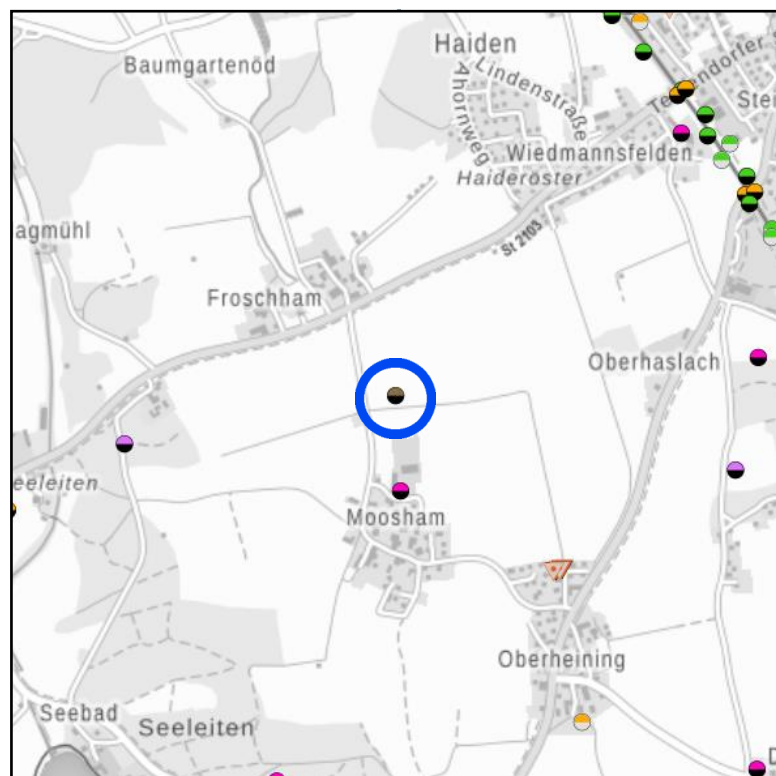 Haiden
Baumgartenöd
Lindenstraße
Ahornweg
Wiedmannsfelden
Haideroster
agmühl
St 2103
Froschham
Oberhaslach
eeleiten
Moosham
Oberheining
Seebad
Seeleiten